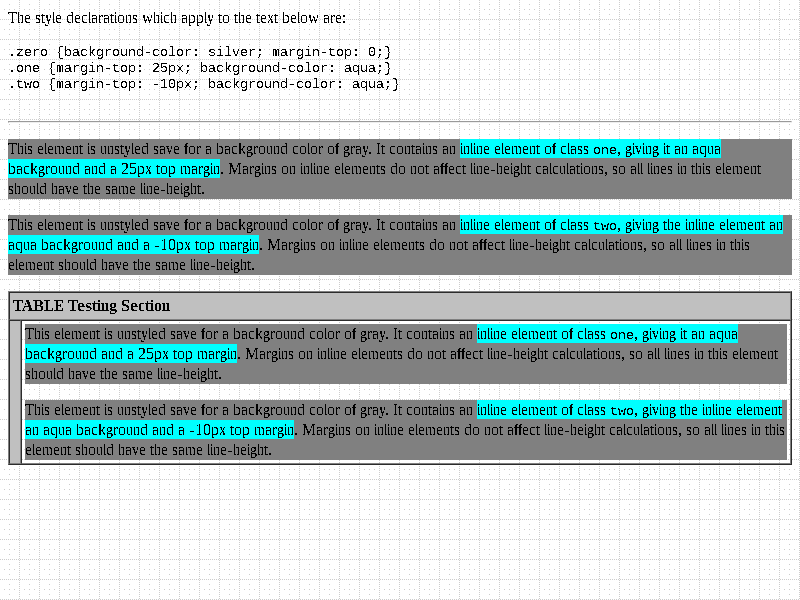 The style declarations which apply to the text below are:
.zero {background-color: silver; margin-top: 0;}
.one {margin-top: 25px; background-color: aqua;}
.two {margin-top: -10px; background-color: aqua;}
This element is unstyled save for a background color of gray. It contains an inline element of class one, giving it an aqua
background and a 25px top margin. Margins on inline elements do not affect line-height calculations, so all lines in this element
should have the same line-height.
This element is unstyled save for a background color of gray. It contains an inline element of class two, giving the inline element an
aqua background and a -10px top margin. Margins on inline elements do not affect line-height calculations, so all lines in this
element should have the same line-height.
TABLE Testing Section
This element is unstyled save for a background color of gray. It contains an inline element of class one, giving it an aqua
background and a 25px top margin. Margins on inline elements do not affect line-height calculations, so all lines in this element
should have the same line-height.
This element is unstyled save for a background color of gray. It contains an inline element of class two, giving the inline element
an aqua background and a -10px top margin. Margins on inline elements do not affect line-height calculations, so all lines in this
element should have the same line-height.